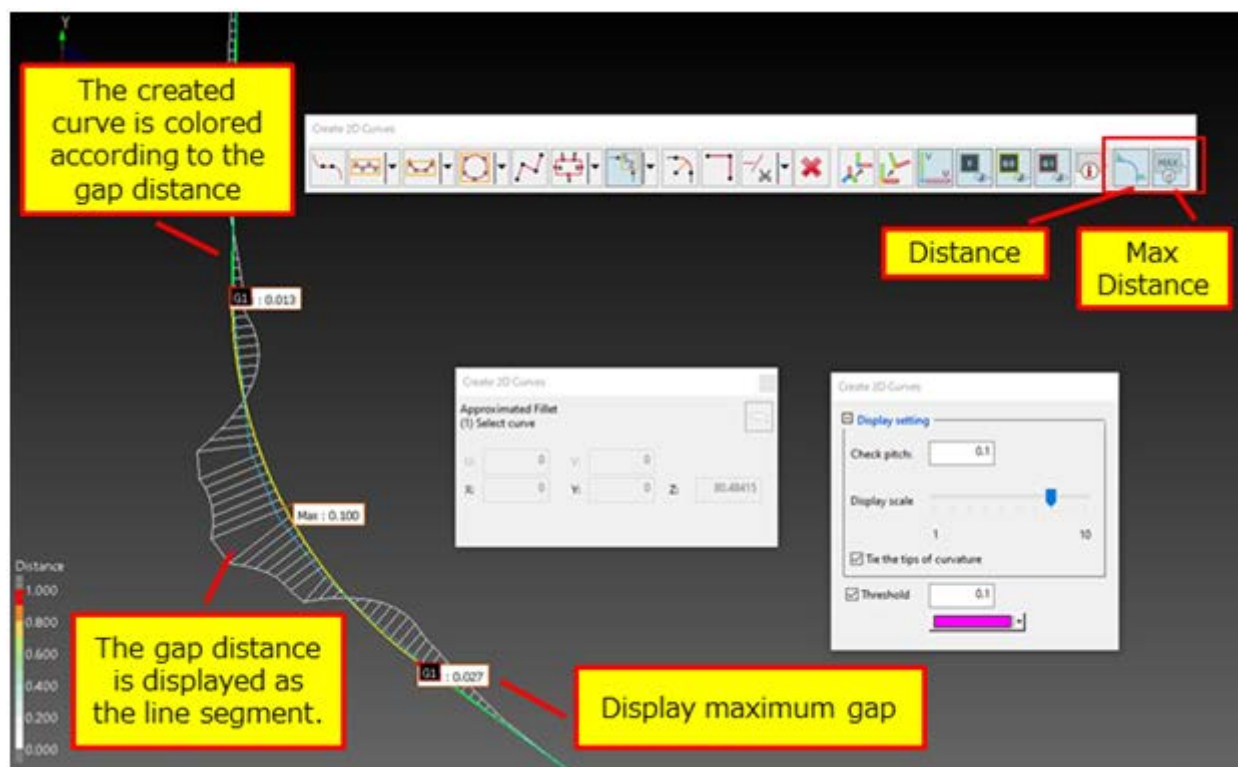 Y
The created
curve is colored
according to the
gap distance
Create 2D Curves
MAX
Distance
Max
Distance
G1 : 0.013
Create 2D Curves
Approximated Fillet
(1) Select curve
U: 0 V: 0
X: 0 Y: 0 Z: 80.48415
Create 2D Curves
Display setting
Check pitch: 0.1
Display scale
1 10
Tie the tips of curvature
Threshold 0.1
Max : 0.100
Distance
1.000
0.800
0.600
0.400
0.200
0.000
The gap distance
is displayed as
the line segment.
G1 : 0.027
Display maximum gap